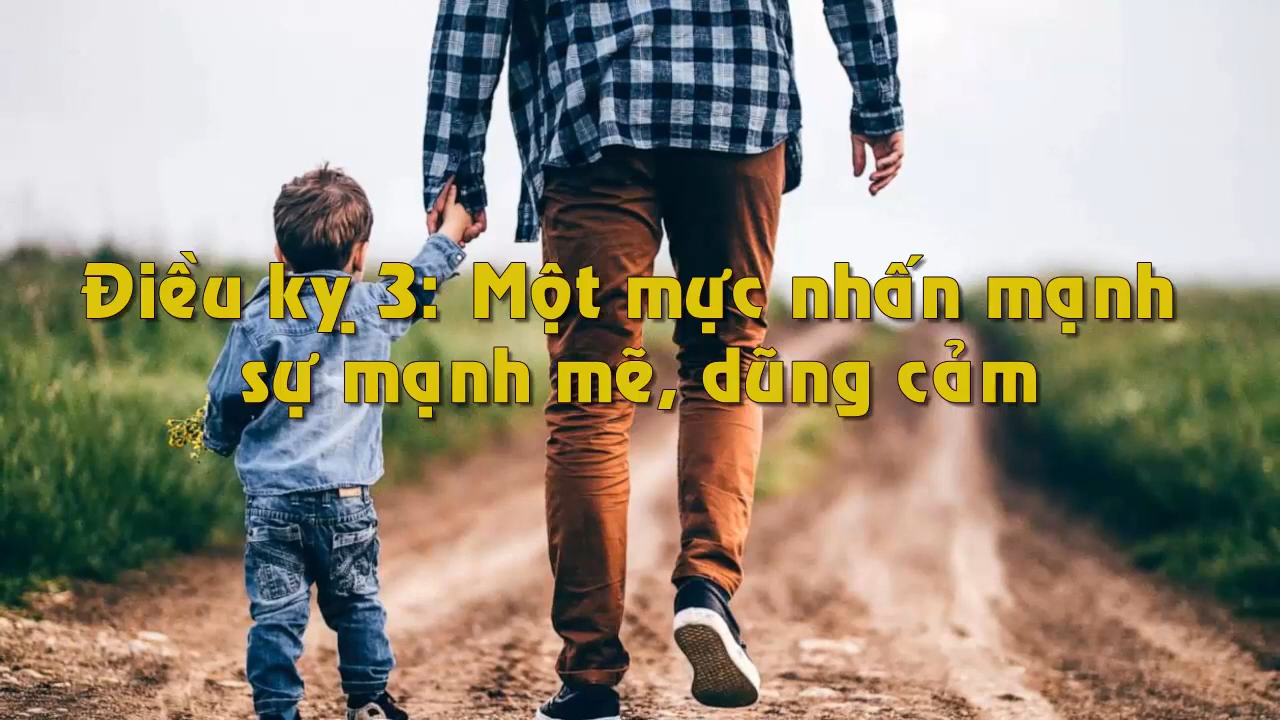 Điều kỵ 3: Một mực nhấn mạnh
sự mạnh mẽ, dũng cảm